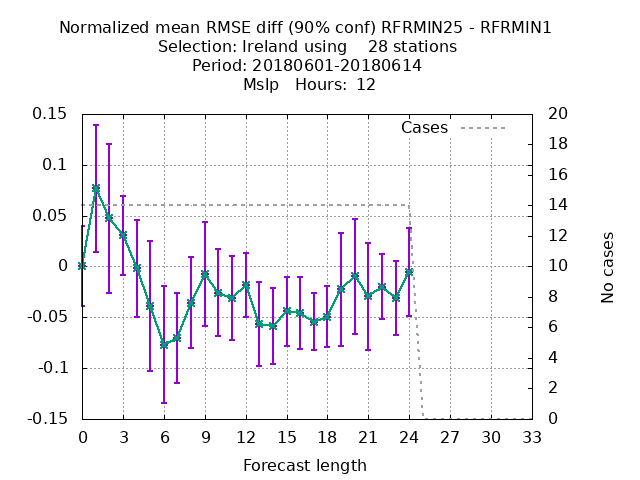 Normalized mean RMSE diff (90% conf) RFRMIN25 - RFRMIN1
Selection: Ireland using    28 stations
Period: 20180601-20180614
Mslp   Hours:  12
Cases
0.15
0.1
0.05
0
-0.05
-0.1
-0.15
20
18
16
14
12
10
8
6
4
2
0
No cases
0 3 6 9 12 15 18 21 24 27 30 33
Forecast length